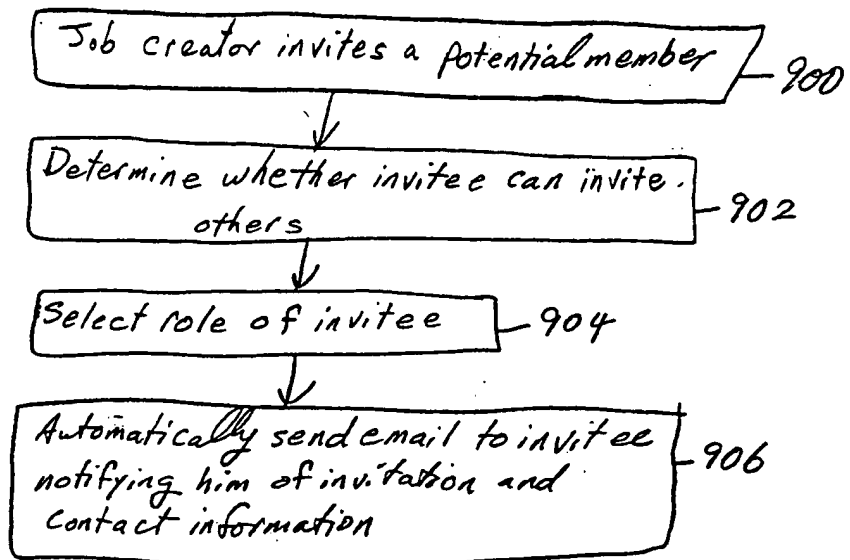 Job creator invites a potential member
900
Determine whether invitee can invite.
others
902
Select role of invitee
904
Automatically send email to invitee
notifying him of invitation and
contact information
906